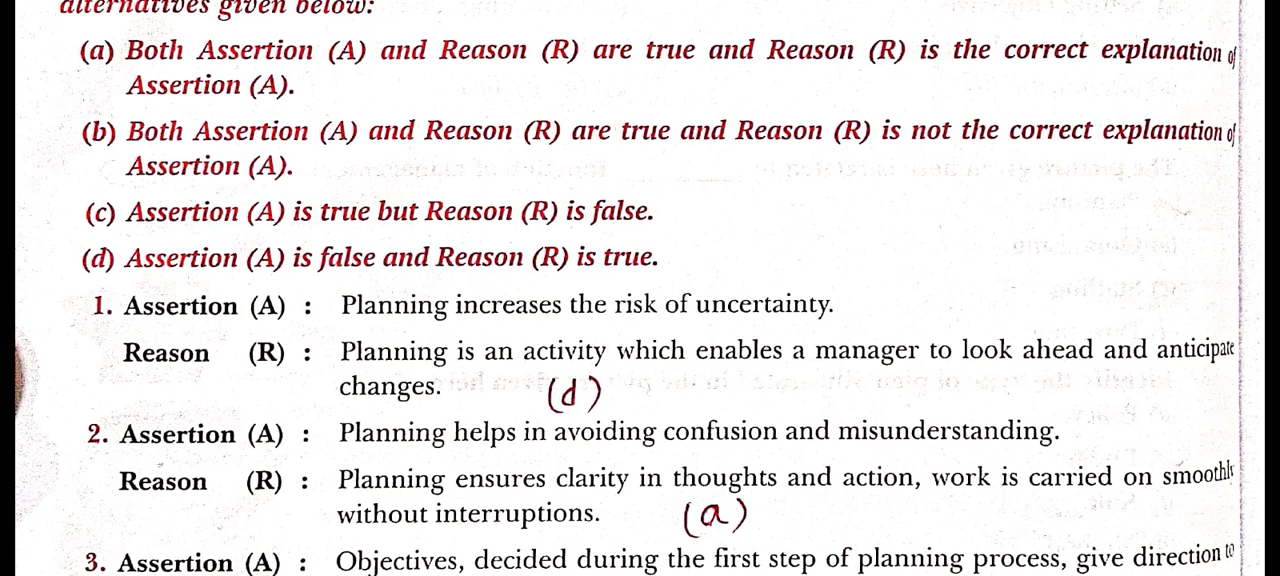 alternatives given below:
(a) Both Assertion (A) and Reason (R) are true and Reason (R) is the correct explanation of
Assertion (A).
(b) Both Assertion (A) and Reason (R) are true and Reason (R) is not the correct explanation of
Assertion (A).
(c) Assertion (A) is true but Reason (R) is false.
(d) Assertion (A) is false and Reason (R) is true.
1. Assertion (A) : Planning increases the risk of uncertainty.
Reason (R) : Planning is an activity which enables a manager to look ahead and anticipate
changes. (d)
2. Assertion (A) : Planning helps in avoiding confusion and misunderstanding.
Reason (R) : Planning ensures clarity in thoughts and action, work is carried on smoothly
without interruptions. (a)
3. Assertion (A) : Objectives, decided during the first step of planning process, give direction to